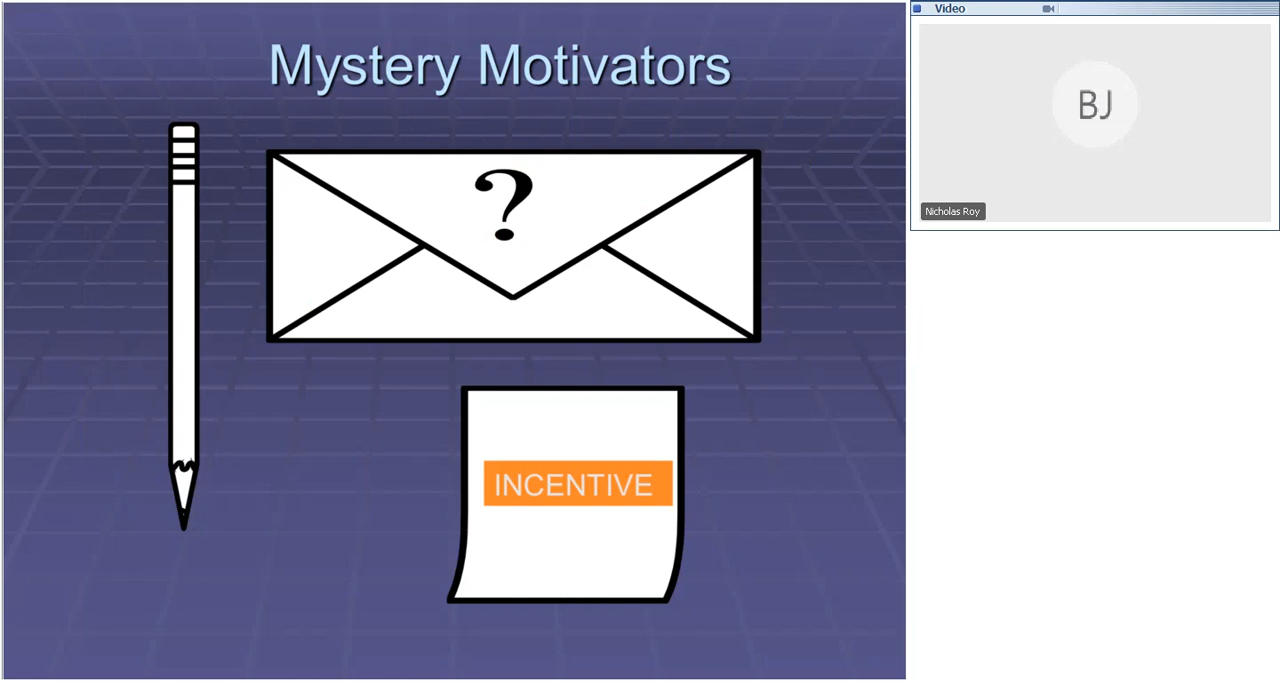 Mystery Motivators
?
INCENTIVE
Video
BJ
Nicholas Roy